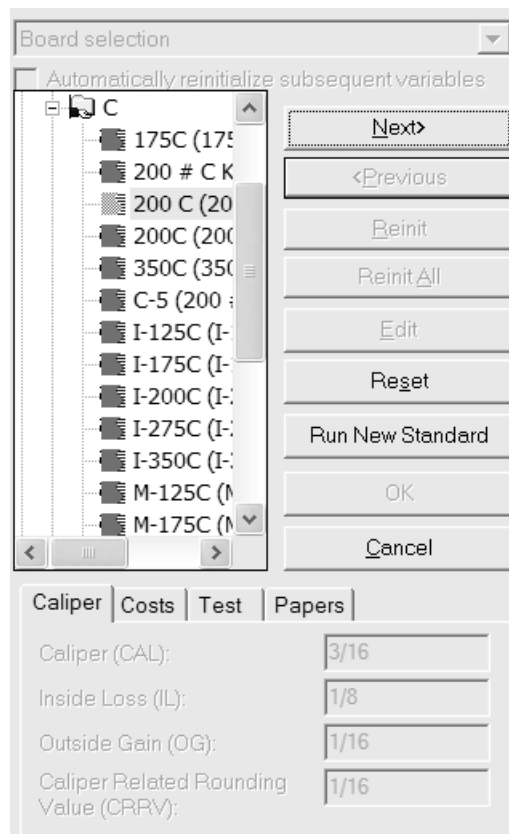 Board selection
Automatically reinitialize subsequent variables
C
175C (175
200 # C K
200 C (20
200C (200
350C (350
C-5 (200 #
I-125C (I-
I-175C (I-
I-200C (I-
I-275C (I-
I-350C (I-
M-125C (M
M-175C (M
Next>
<Previous
Reinit
Reinit All
Edit
Reset
Run New Standard
OK
Cancel
Caliper Costs Test Papers
Caliper (CAL): 3/16
Inside Loss (IL): 1/8
Outside Gain (OG): 1/16
Caliper Related Rounding
Value (CRRV): 1/16